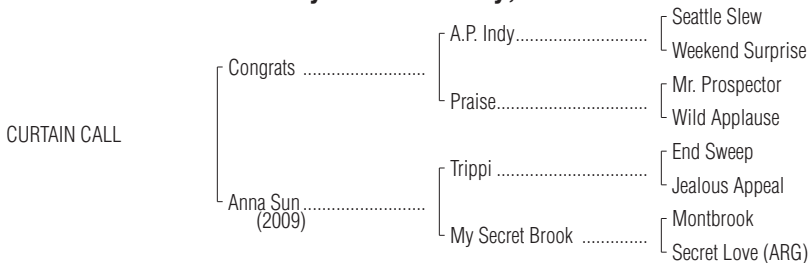 Seattle Slew
A.P. Indy..............................
Weekend Surprise
Congrats ............................
Mr. Prospector
Praise..................................
Wild Applause
CURTAIN CALL
End Sweep
Trippi ..................................
Jealous Appeal
Anna Sun............................
(2009)
Montbrook
My Secret Brook ...............
Secret Love (ARG)